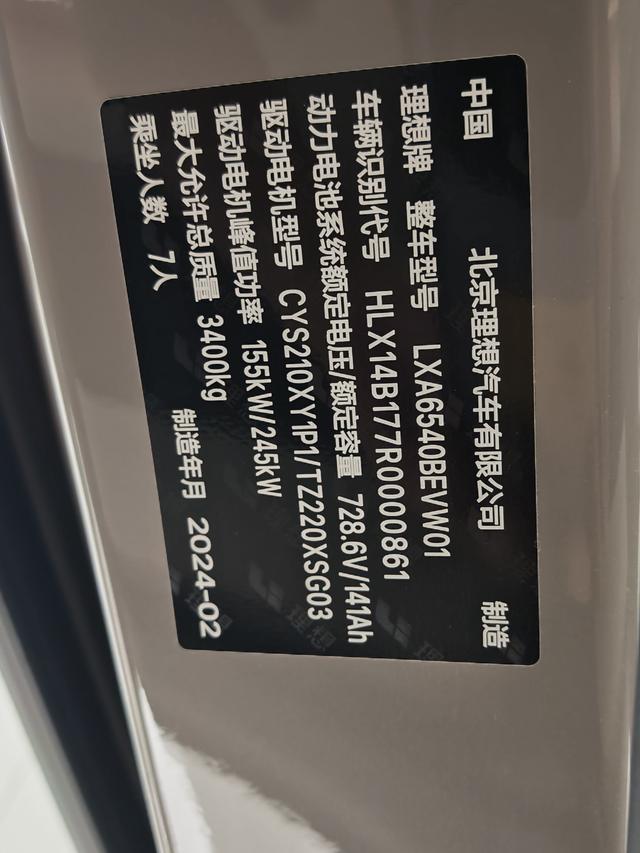 中国 北京理想汽车有限公司 制造
理想牌 整车型号 LXA6540BEVW01
车辆识别代号 HLX14B177R0000861
动力电池系统额定电压/额定容量 728.6V/141Ah
驱动电机型号 CYS210XY1P1/TZ220XSG03
驱动电机峰值功率 155kW/245kW
最大允许总质量 3400kg 制造年月 2024-02
乘坐人数 7人